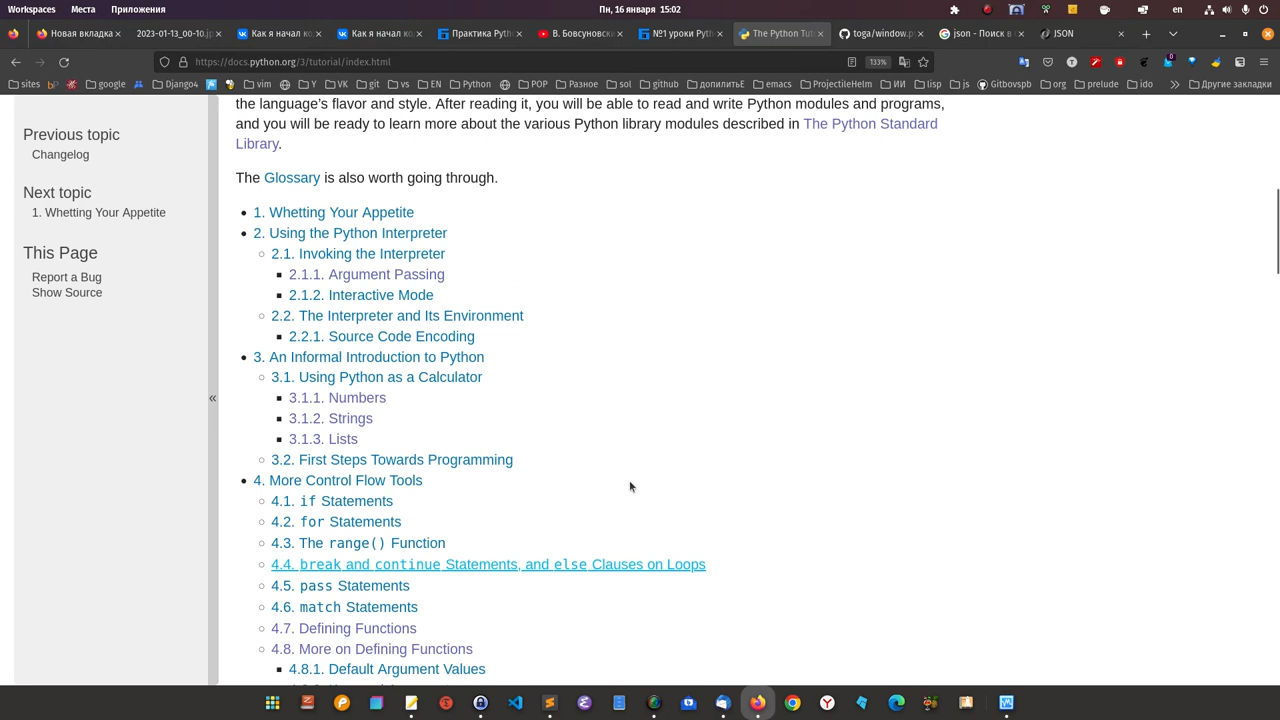 Workspaces Места Приложения Пн, 16 января 15:02 en
Новая вкладка 2023-01-13_00-10.jp Как я начал ко Как я начал ко Практика Pyth В. Бовсуновски №1 уроки Pyth The Python Tut toga/window.p json - Поиск в JSON
https://docs.python.org/3/tutorial/index.html 133%
sites google Django4 vim Y VK git vs EN Python POP Разное sol github допилитьЕ emacs ProjectileHelm ИИ lisp js Gitbovspb org prelude ido Другие закладки
the language's flavor and style. After reading it, you will be able to read and write Python modules and programs,
and you will be ready to learn more about the various Python library modules described in The Python Standard
Library.
The Glossary is also worth going through.
Previous topic
Changelog
Next topic
1. Whetting Your Appetite
This Page
Report a Bug
Show Source
«
• 1. Whetting Your Appetite
• 2. Using the Python Interpreter
◦ 2.1. Invoking the Interpreter
▪ 2.1.1. Argument Passing
▪ 2.1.2. Interactive Mode
◦ 2.2. The Interpreter and Its Environment
▪ 2.2.1. Source Code Encoding
• 3. An Informal Introduction to Python
◦ 3.1. Using Python as a Calculator
▪ 3.1.1. Numbers
▪ 3.1.2. Strings
▪ 3.1.3. Lists
◦ 3.2. First Steps Towards Programming
• 4. More Control Flow Tools
◦ 4.1. if Statements
◦ 4.2. for Statements
◦ 4.3. The range() Function
◦ 4.4. break and continue Statements, and else Clauses on Loops
◦ 4.5. pass Statements
◦ 4.6. match Statements
◦ 4.7. Defining Functions
◦ 4.8. More on Defining Functions
▪ 4.8.1. Default Argument Values